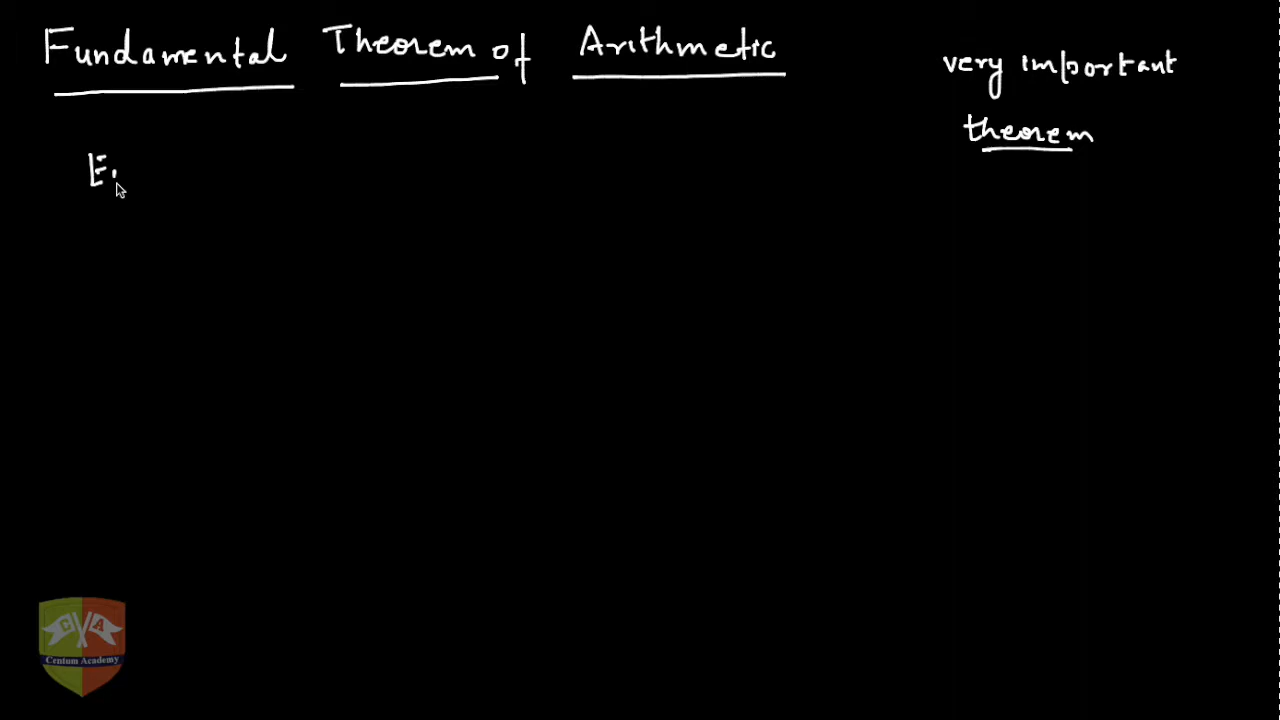 Fundamental Theorem of Arithmetic
very important
theorem
E.
C A
Centum Academy